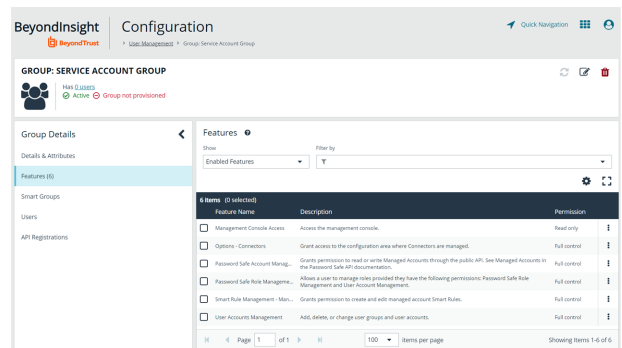 BeyondInsight
BeyondTrust
Configuration
User Management > Group: Service Account Group
Quick Navigation
GROUP: SERVICE ACCOUNT GROUP
Has 0 users
Active Group not provisioned
Group Details
Details & Attributes
Features (6)
Smart Groups
Users
API Registrations
Features
Show
Filter by
Enabled Features
6 items (0 selected)
Feature Name Description Permission
Management Console Access Access the management console. Read only
Options - Connectors Grant access to the configuration area where Connectors are managed. Full control
Password Safe Account Manag... Grants permission to read or write Managed Accounts through the public API. See Managed Accounts in
the Password Safe API documentation. Full control
Password Safe Role Manageme... Allows a user to manage roles provided they have the following permissions: Password Safe Role
Management and User Account Management. Full control
Smart Rule Management - Man... Grants permission to create and edit managed account Smart Rules. Full control
User Accounts Management Add, delete, or change user groups and user accounts. Full control
Page 1 of 1 100 items per page Showing Items 1-6 of 6